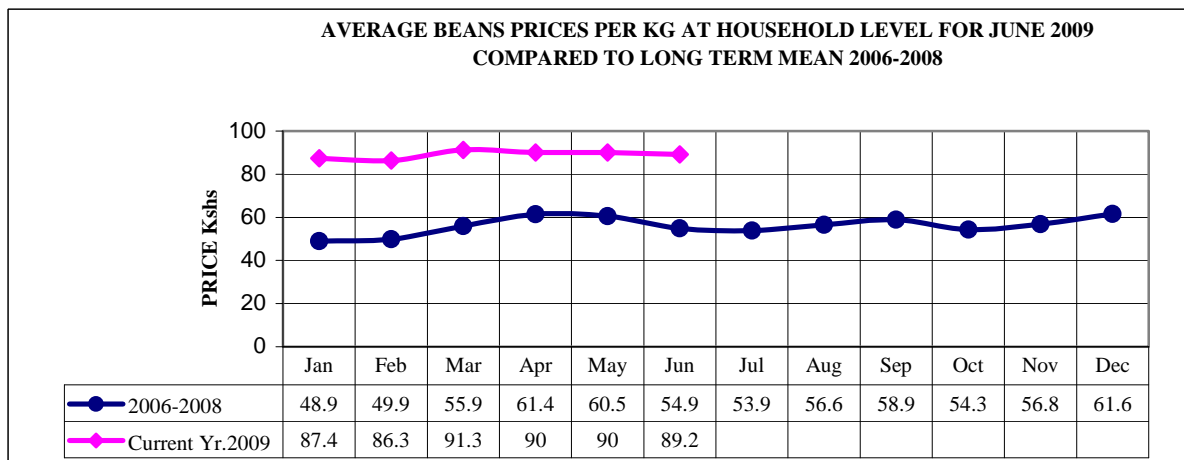 AVERAGE BEANS PRICES PER KG AT HOUSEHOLD LEVEL FOR JUNE 2009
COMPARED TO LONG TERM MEAN 2006-2008
PRICE Kshs
100
80
60
40
20
0
Jan Feb Mar Apr May Jun Jul Aug Sep Oct Nov Dec
2006-2008 48.9 49.9 55.9 61.4 60.5 54.9 53.9 56.6 58.9 54.3 56.8 61.6
Current Yr.2009 87.4 86.3 91.3 90 90 89.2